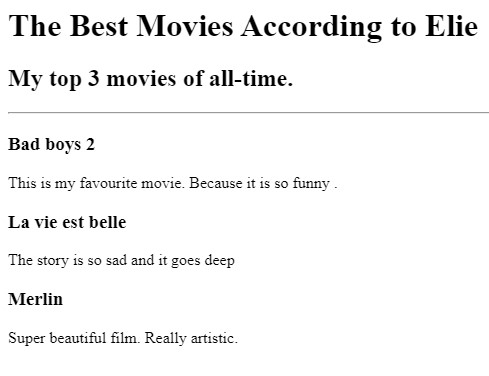 The Best Movies According to Elie
My top 3 movies of all-time.
Bad boys 2
This is my favourite movie. Because it is so funny .
La vie est belle
The story is so sad and it goes deep
Merlin
Super beautiful film. Really artistic.